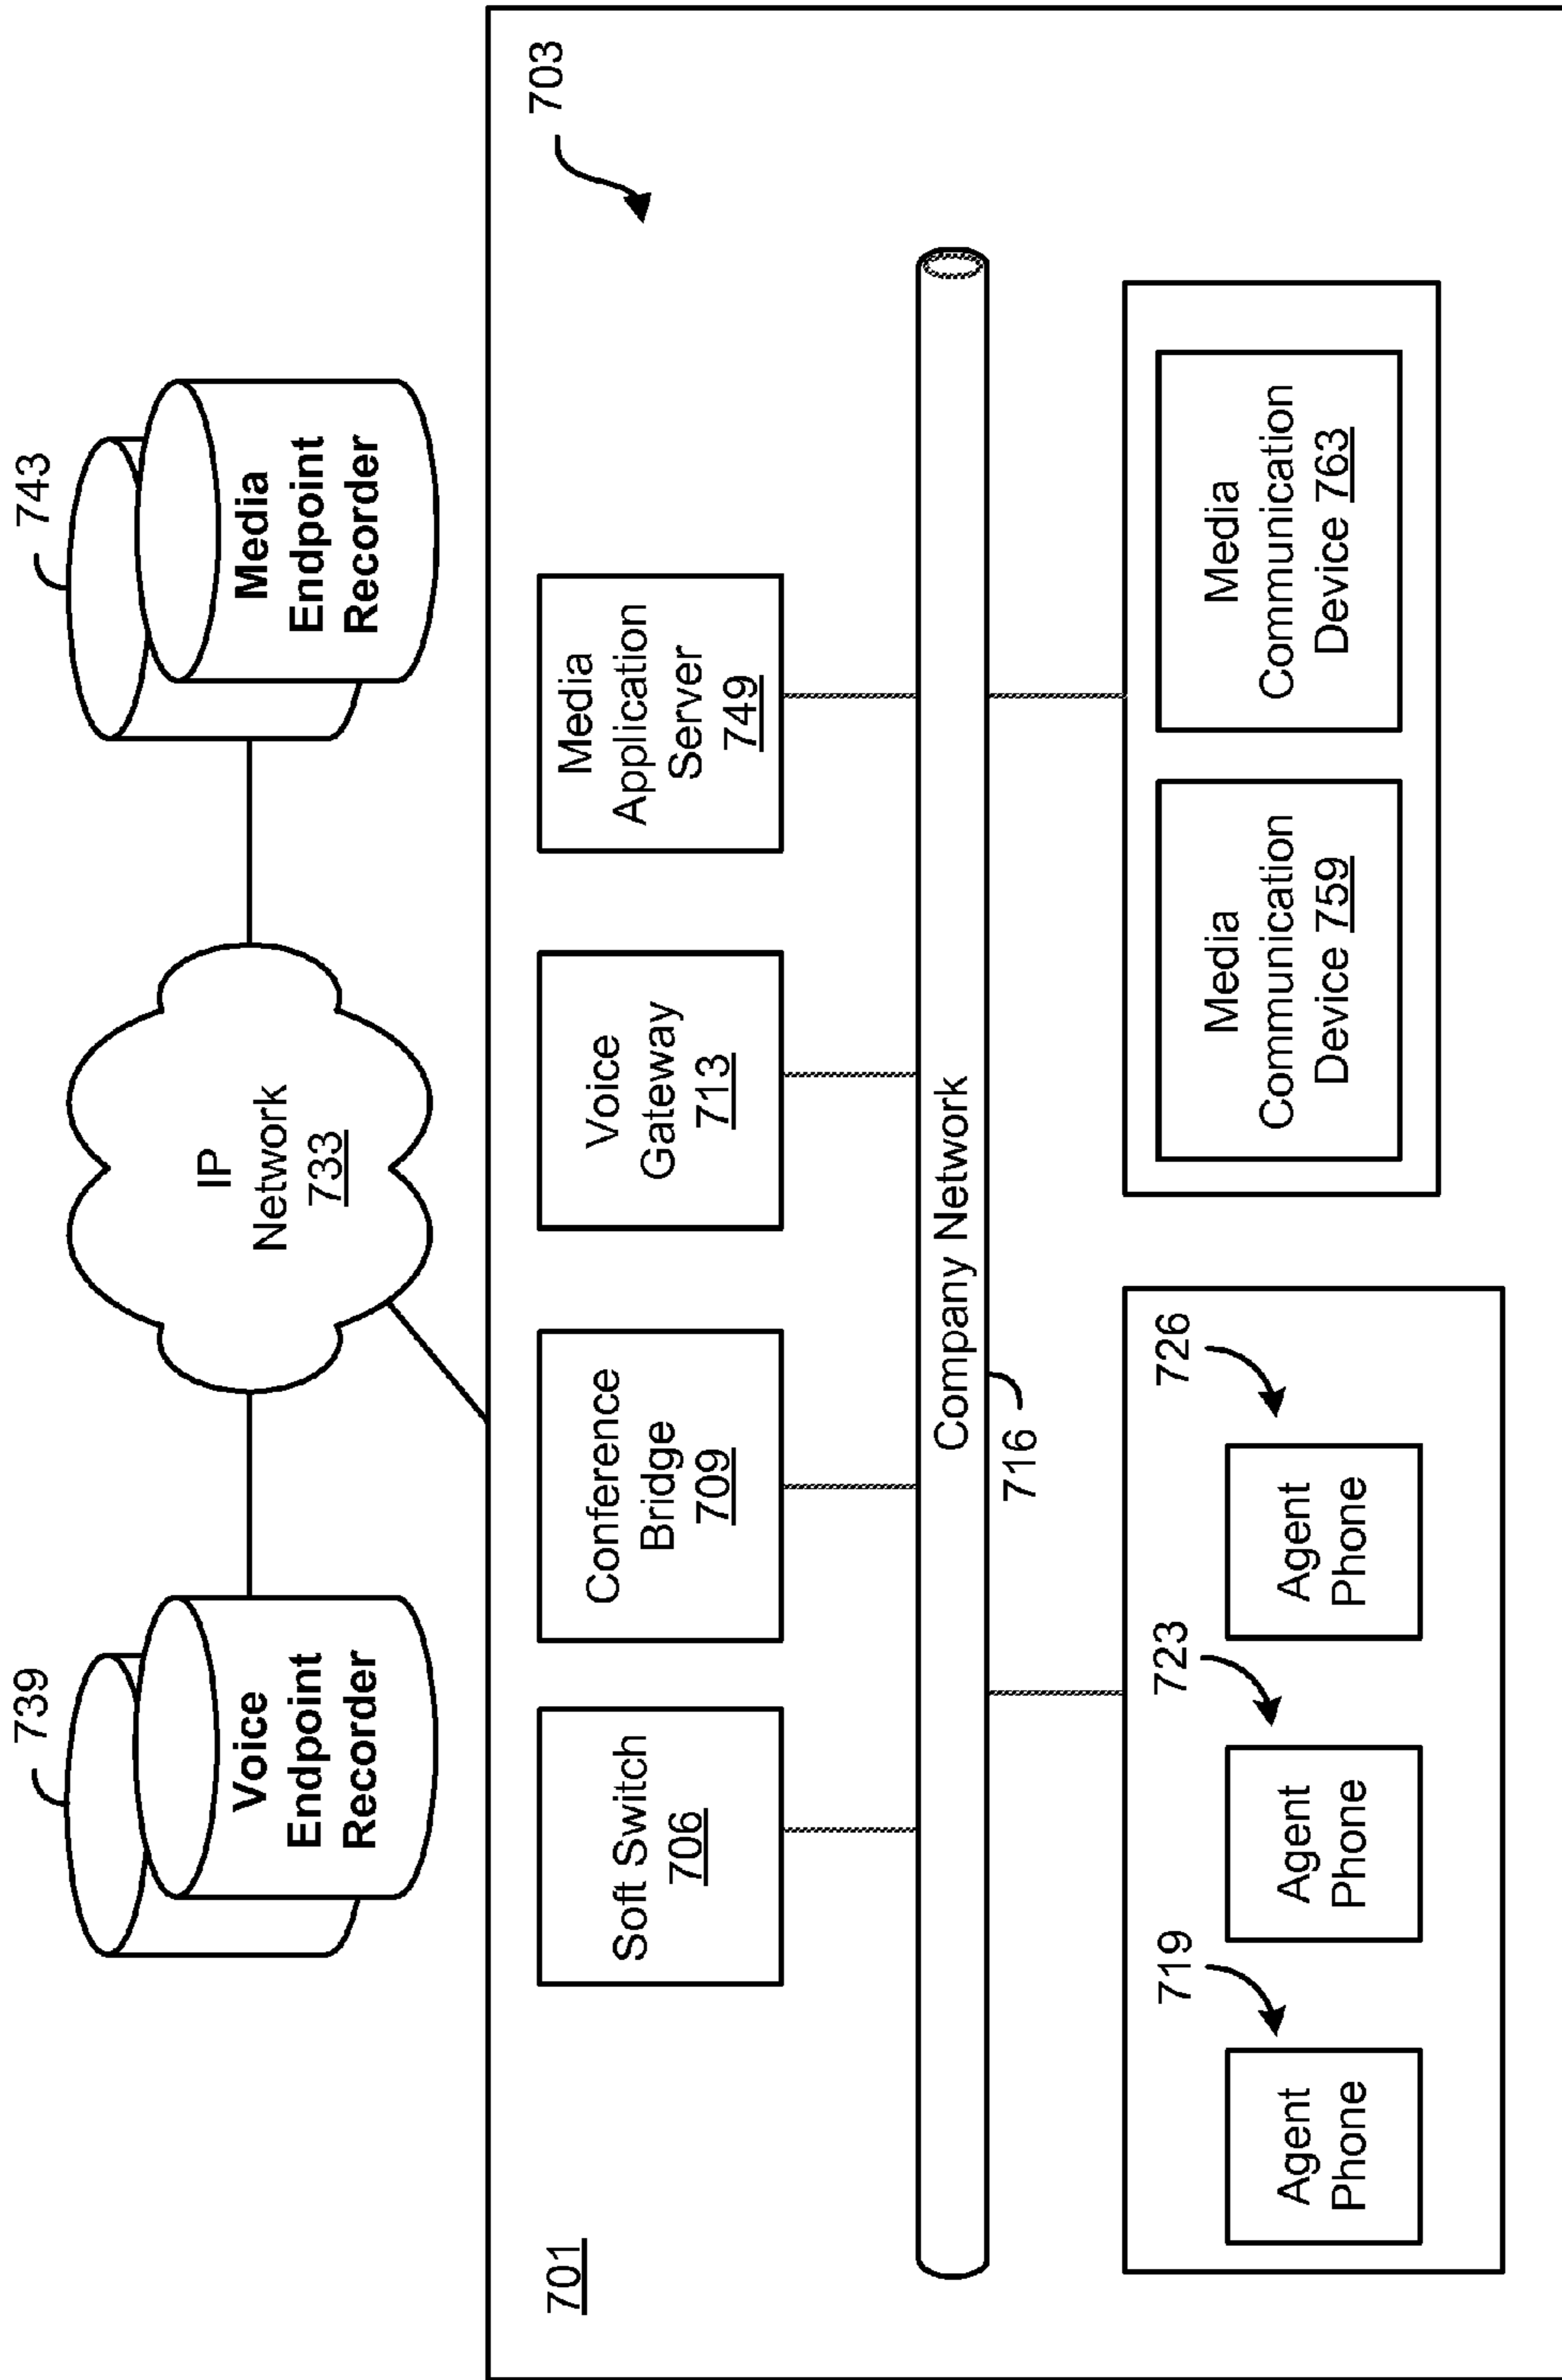 739
Voice
Endpoint
Recorder
IP
Network
733
743
Media
Endpoint
Recorder
701
703
Soft Switch
706
Conference
Bridge
709
Voice
Gateway
713
Media
Application
Server
749
Company Network
716
719
Agent
Phone
723
Agent
Phone
726
Agent
Phone
Media
Communication
Device 759
Media
Communication
Device 763